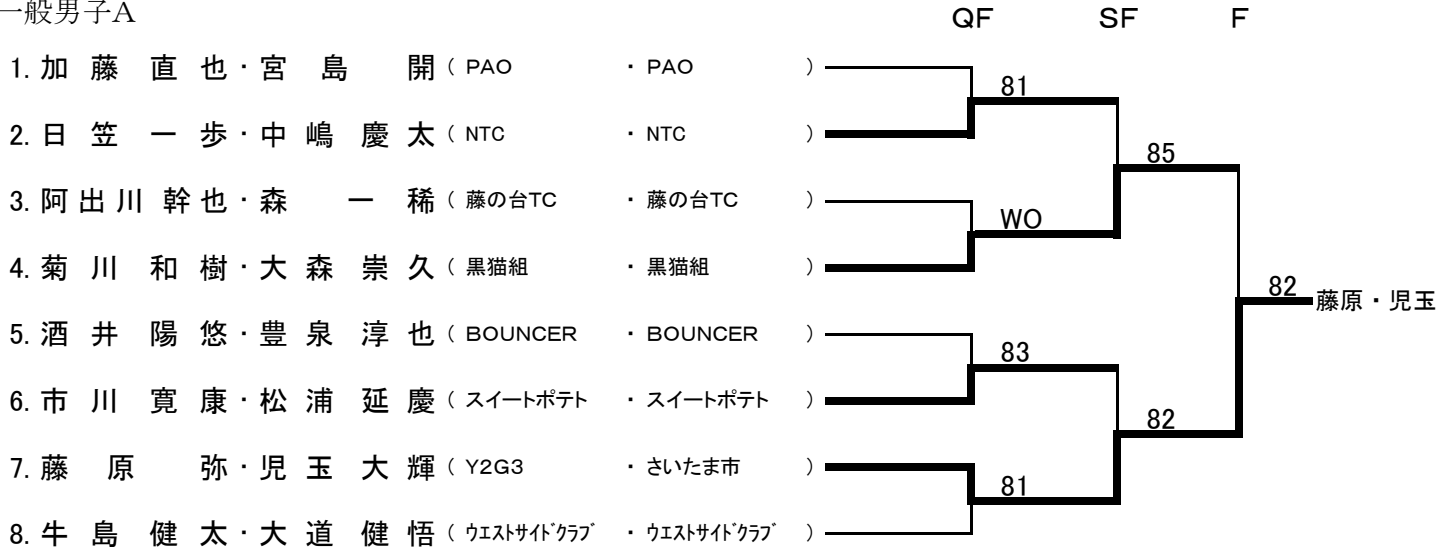 一般男子A
QF SF F
1. 加藤直也・宮島開 ( PAO ・ PAO )
81
2. 日笠一歩・中嶋慶太 ( NTC ・ NTC )
85
3. 阿出川幹也・森一稀 ( 藤の台TC ・ 藤の台TC )
WO
4. 菊川和樹・大森崇久 ( 黒猫組 ・ 黒猫組 )
82 藤原・児玉
5. 酒井陽悠・豊泉淳也 ( BOUNCER ・ BOUNCER )
83
6. 市川寛康・松浦延慶 ( スイートポテト ・ スイートポテト )
82
7. 藤原弥・児玉大輝 ( Y2G3 ・ さいたま市 )
81
8. 牛島健太・大道健悟 ( ウエストサイドクラブ ・ ウエストサイドクラブ )